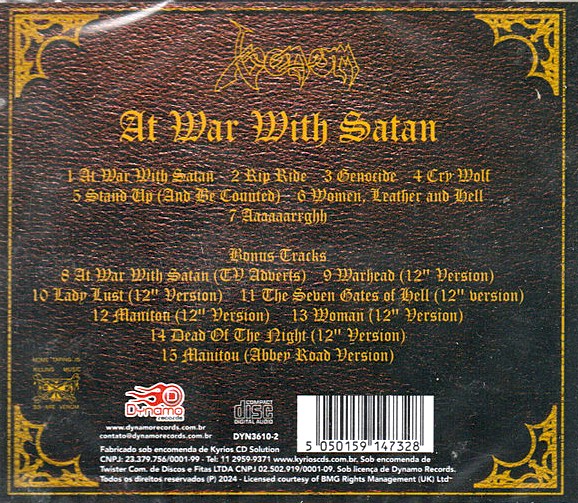 Venom
At War With Satan
1 At War With Satan 2 Rip Ride 3 Genocide 4 Cry Wolf
5 Stand Up (And Be Counted) 6 Women, Leather and Hell
7 Aaaaaarrghh
Bonus Tracks
8 At War With Satan (TV Adverts) 9 Warhead (12" Version)
10 Lady Lust (12" Version) 11 The Seven Gates of Hell (12" version)
12 Manitou (12" Version) 13 Woman (12" Version)
14 Dead Of The Night (12" Version)
15 Manitou (Abbey Road Version)
HOME TAPING IS
KILLING MUSIC
SO ARE VENOM
D
Dynamo
records
www.dynamorecords.com.br
contato@dynamorecords.com.br
COMPACT
disc
DIGITAL AUDIO
DYN3610-2
5 050159 147328
Fabricado sob encomenda de Kyrios CD Solution
CNPJ: 23.379.756/0001-99 - Tel: 11 2959-9371 www.kyrioscds.com.br. Sob encomenda de
Twister Com. de Discos e Fitas LTDA CNPJ 02.502.919/0001-09. Sob licença de Dynamo Records.
Todos os direitos reservados (P) 2024 - Licensed courtesy of BMG Rights Management (UK) Ltd